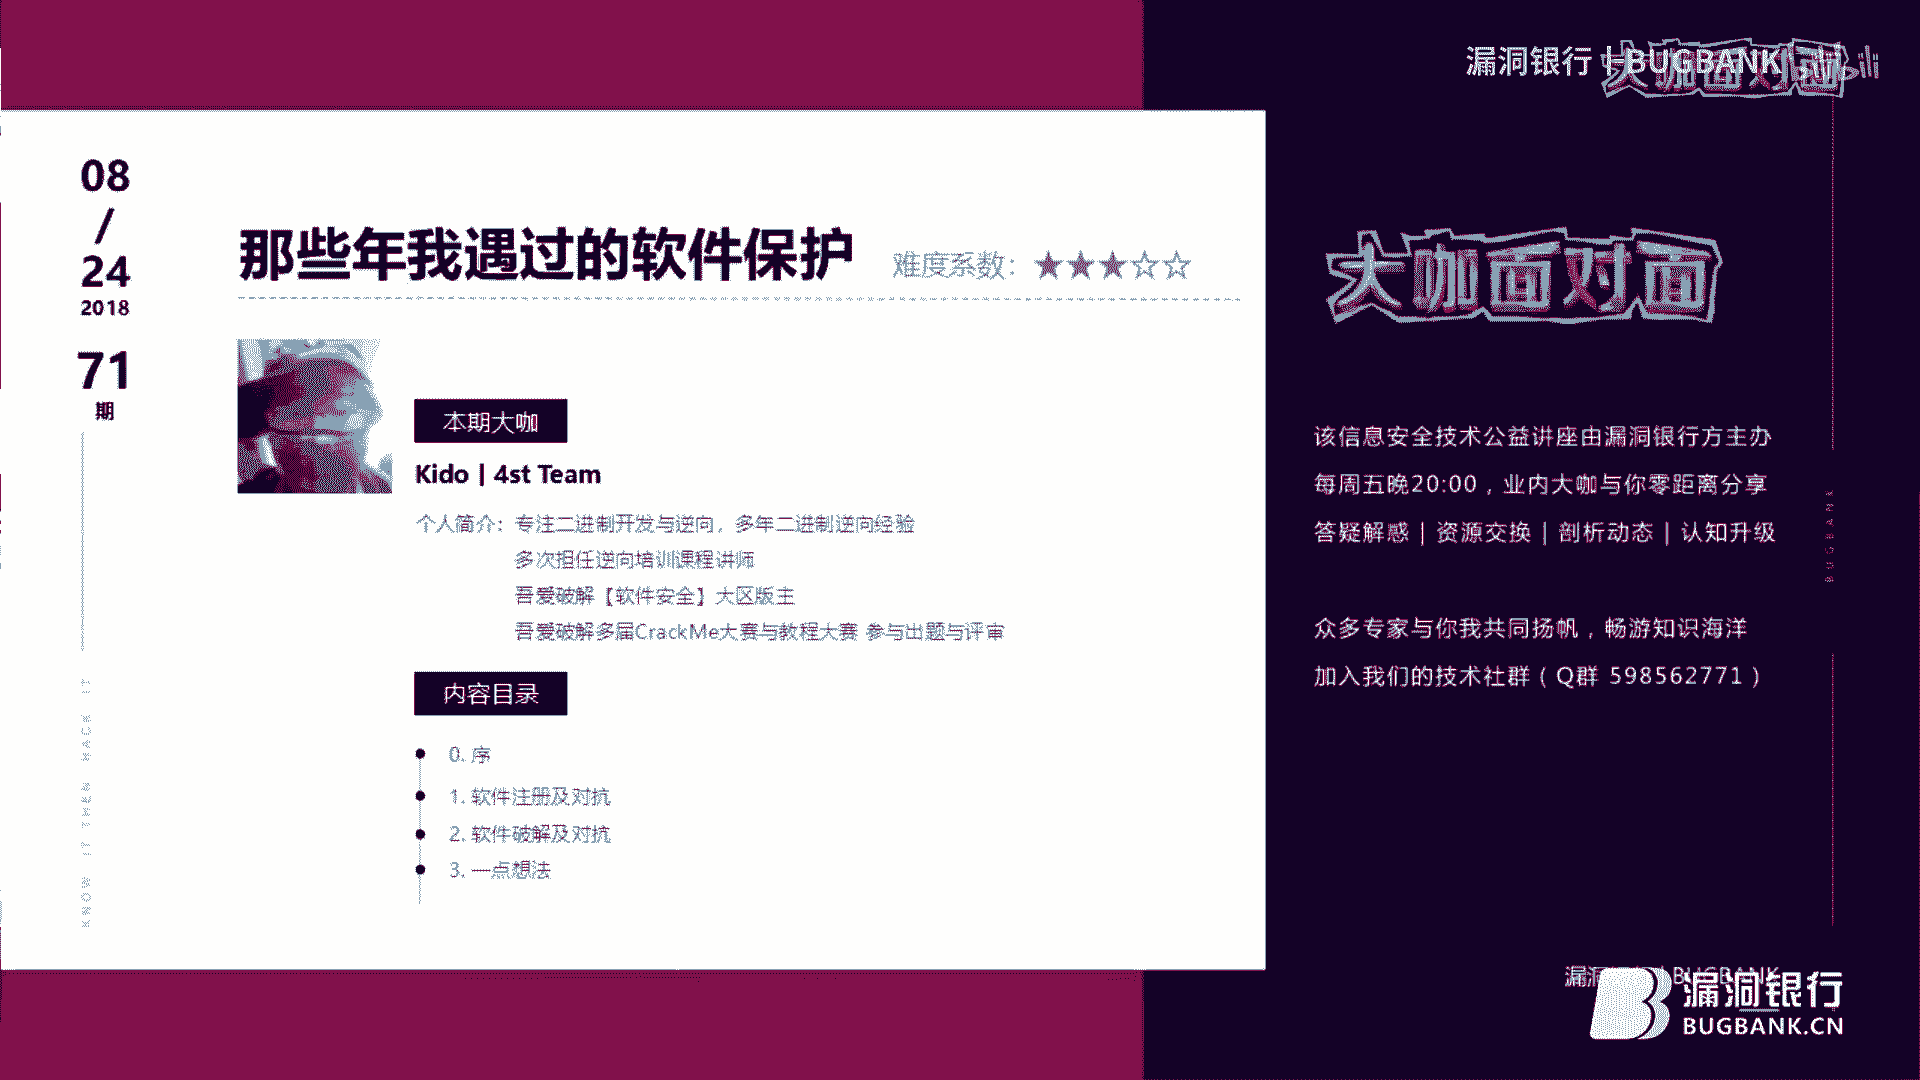 漏洞银行 | BUGBANK
大咖面对面
bilibili
08
/
24
2018
71
期
KNOW IT THEN HACK IT
那些年我遇过的软件保护
难度系数：★★★☆☆
本期大咖
Kido | 4st Team
个人简介：专注二进制开发与逆向，多年二进制逆向经验
多次担任逆向培训课程讲师
吾爱破解【软件安全】大区版主
吾爱破解多届CrackMe大赛与教程大赛 参与出题与评审
内容目录
0. 序
1. 软件注册及对抗
2. 软件破解及对抗
3. 一点想法
大咖面对面
该信息安全技术公益讲座由漏洞银行方主办
每周五晚20:00，业内大咖与你零距离分享
答疑解惑 | 资源交换 | 剖析动态 | 认知升级
众多专家与你我共同扬帆，畅游知识海洋
加入我们的技术社群（Q群 598562771）
BUGBANK
漏洞银行
BUGBANK.CN